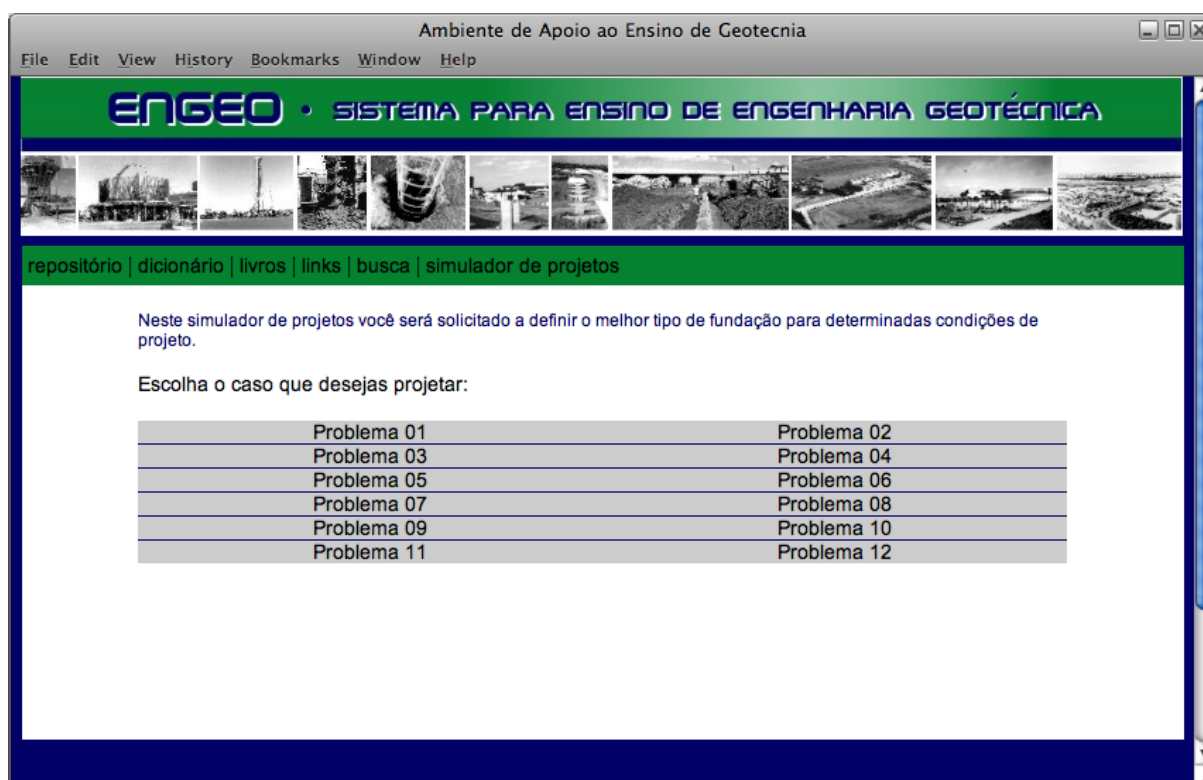 Ambiente de Apoio ao Ensino de Geotecnia
File Edit View History Bookmarks Window Help
ENGEO • SISTEMA PARA ENSINO DE ENGENHARIA GEOTÉCNICA
repositório | dicionário | livros | links | busca | simulador de projetos
Neste simulador de projetos você será solicitado a definir o melhor tipo de fundação para determinadas condições de
projeto.
Escolha o caso que desejas projetar:
Problema 01 Problema 02
Problema 03 Problema 04
Problema 05 Problema 06
Problema 07 Problema 08
Problema 09 Problema 10
Problema 11 Problema 12